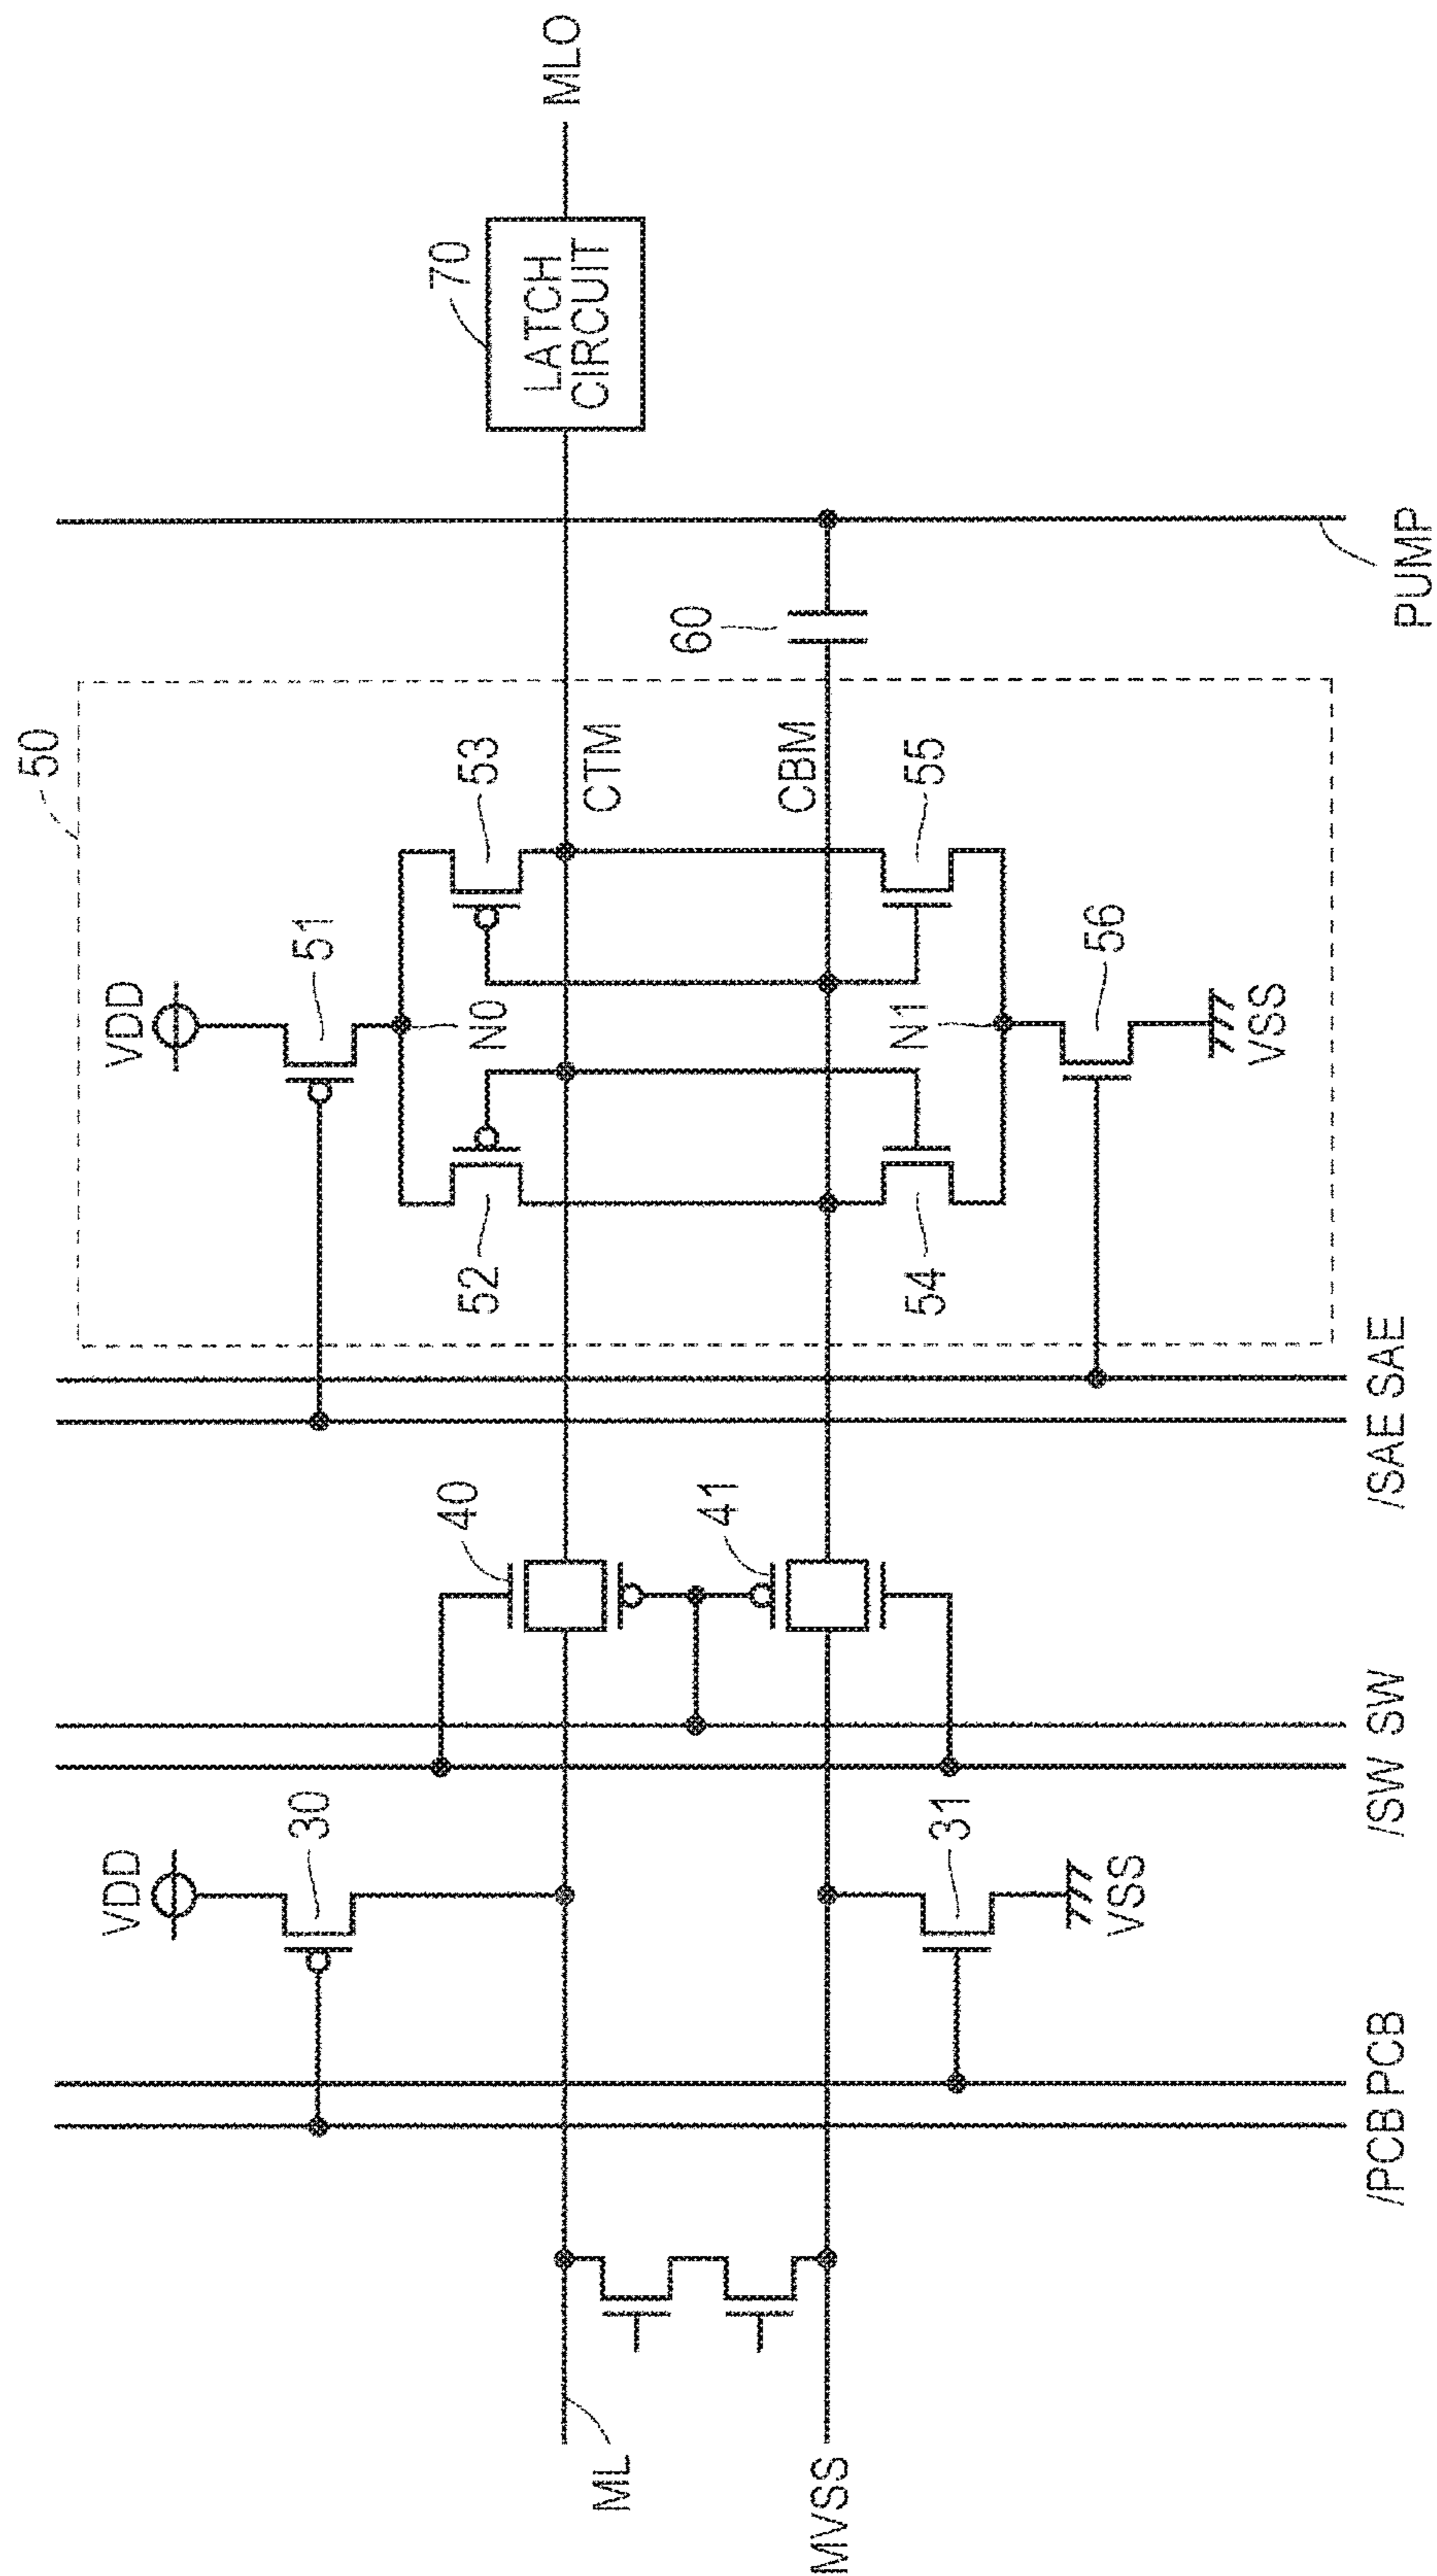 50
VDD
51
53
70
LATCH
CIRCUIT
MLO
N0
52
CTM
CBM
60
N1
54
55
56
VSS
VDD
30
40
41
31
VSS
ML
MVSS
/PCB PCB
/SW SW
/SAE SAE
PUMP